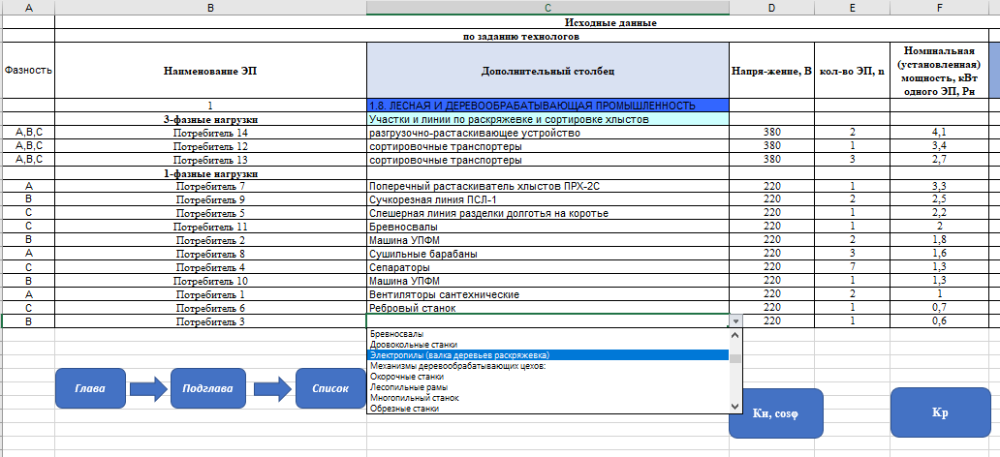 A B C D E F
Исходные данные
по заданию технологов
Фазность Наименование ЭП Дополнительный столбец Напря-жение, В кол-во ЭП, n Номинальная
(установленная)
мощность, кВт
одного ЭП, Рн
1 1.8. ЛЕСНАЯ И ДЕРЕВООБРАБАТЫВАЮЩАЯ ПРОМЫШЛЕННОСТЬ
3-фазные нагрузки Участки и линии по раскряжевке и сортировке хлыстов
A,B,C Потребитель 14 разгрузочно-растаскивающее устройство 380 2 4,1
A,B,C Потребитель 12 сортировочные транспортеры 380 1 3,4
A,B,C Потребитель 13 сортировочные транспортеры 380 3 2,7
1-фазные нагрузки
A Потребитель 7 Поперечный растаскиватель хлыстов ПРХ-2С 220 1 3,3
B Потребитель 9 Сучкорезная линия ПСЛ-1 220 2 2,5
C Потребитель 5 Слешерная линия разделки долготья на коротье 220 1 2,2
C Потребитель 11 Бревносвалы 220 1 2
B Потребитель 2 Машина УПФМ 220 2 1,8
A Потребитель 8 Сушильные барабаны 220 3 1,6
C Потребитель 4 Сепараторы 220 7 1,3
B Потребитель 10 Машина УПФМ 220 1 1,3
A Потребитель 1 Вентиляторы сантехнические 220 2 1
C Потребитель 6 Ребровый станок 220 1 0,7
B Потребитель 3 220 1 0,6
Бревносвалы
Дровокольные станки
Электропилы (валка деревьев раскряжевка)
Механизмы деревообрабатывающих цехов:
Окорочные станки
Лесопильные рамы
Многопильный станок
Обрезные станки
Глава Подглава Список
Ки, cosφ Кр